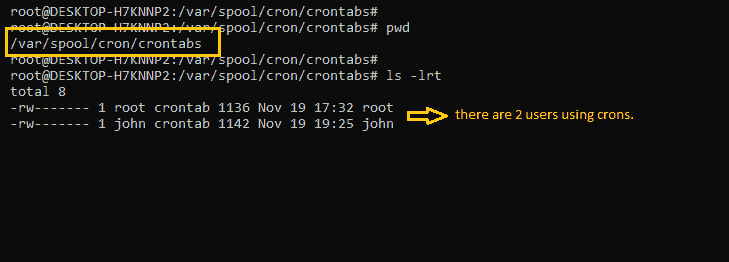 root@DESKTOP-H7KNNP2:/var/spool/cron/crontabs#
root@DESKTOP-H7KNNP2:/var/spool/cron/crontabs# pwd
/var/spool/cron/crontabs
root@DESKTOP-H7KNNP2:/var/spool/cron/crontabs#
root@DESKTOP-H7KNNP2:/var/spool/cron/crontabs# ls -lrt
total 8
-rw------- 1 root crontab 1136 Nov 19 17:32 root
-rw------- 1 john crontab 1142 Nov 19 19:25 john
there are 2 users using crons.